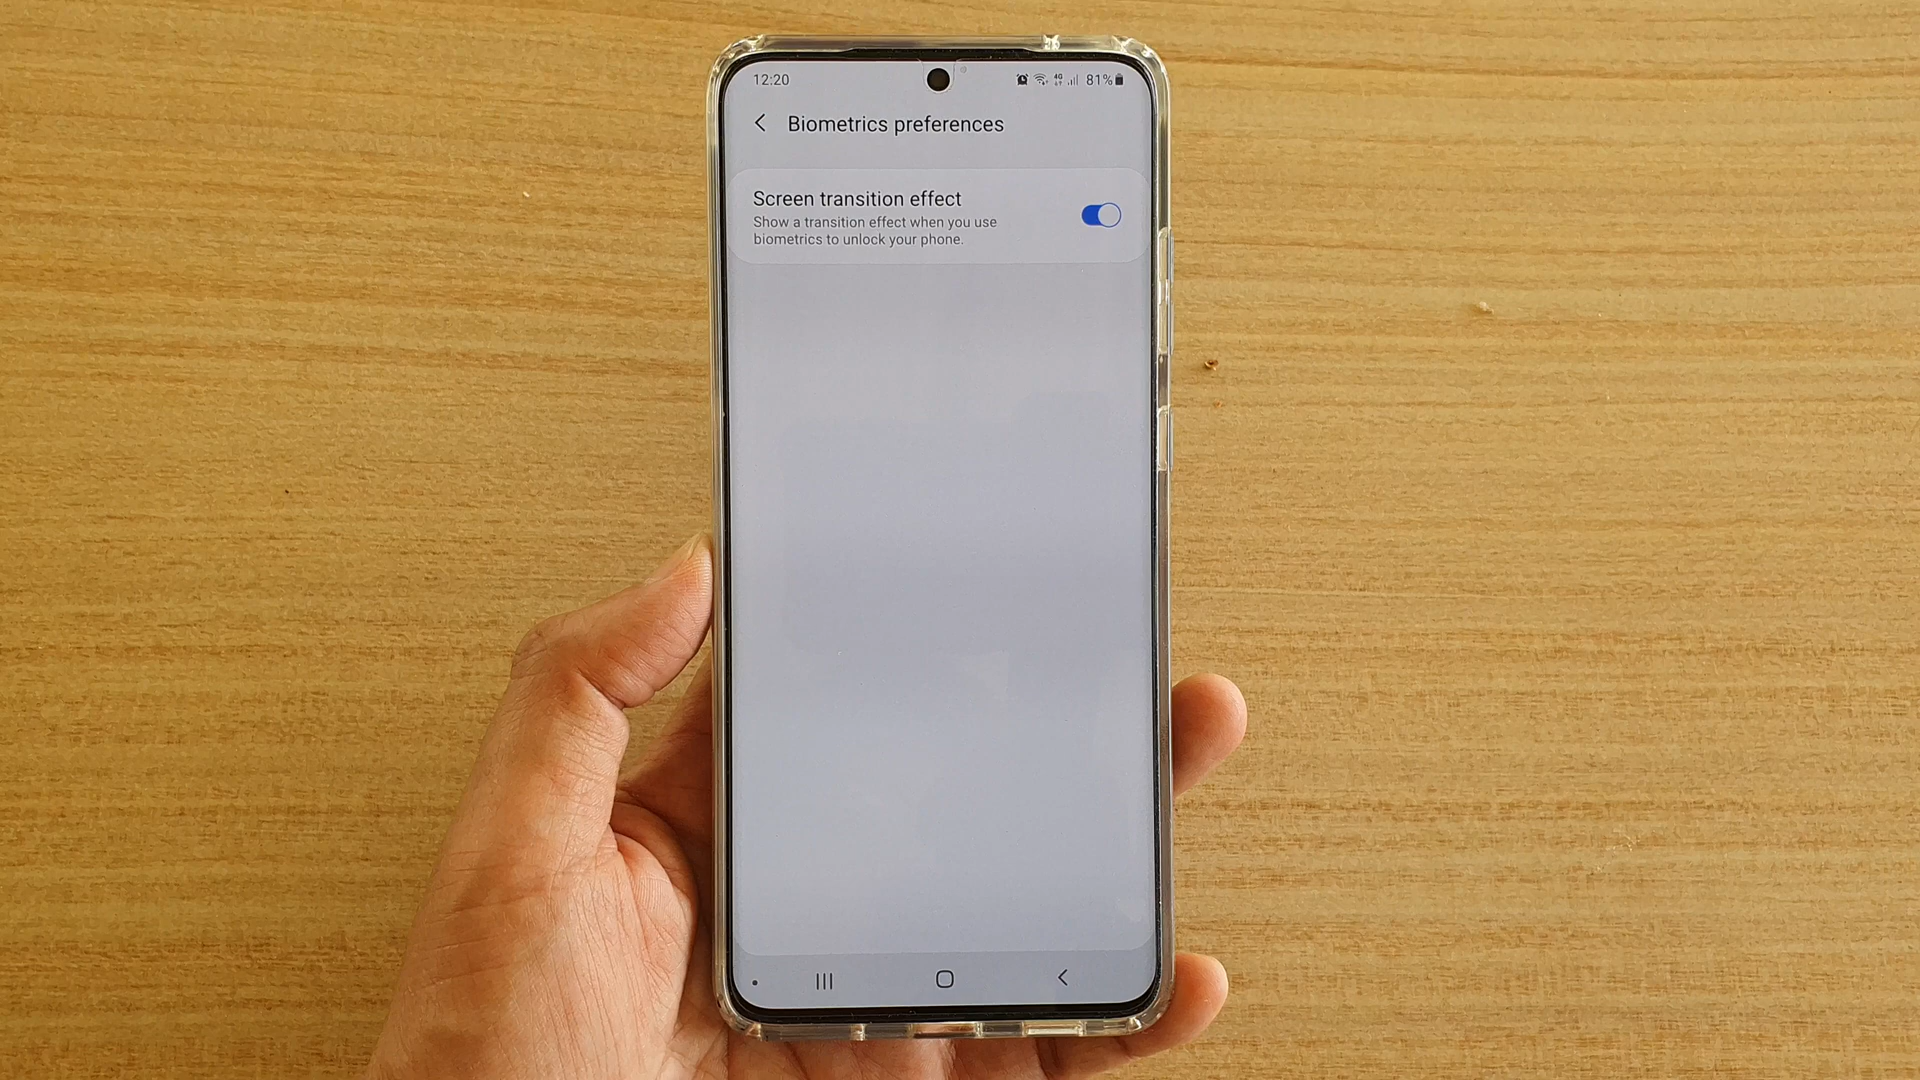 12:20 4G 81%
Biometrics preferences
Screen transition effect
Show a transition effect when you use
biometrics to unlock your phone.